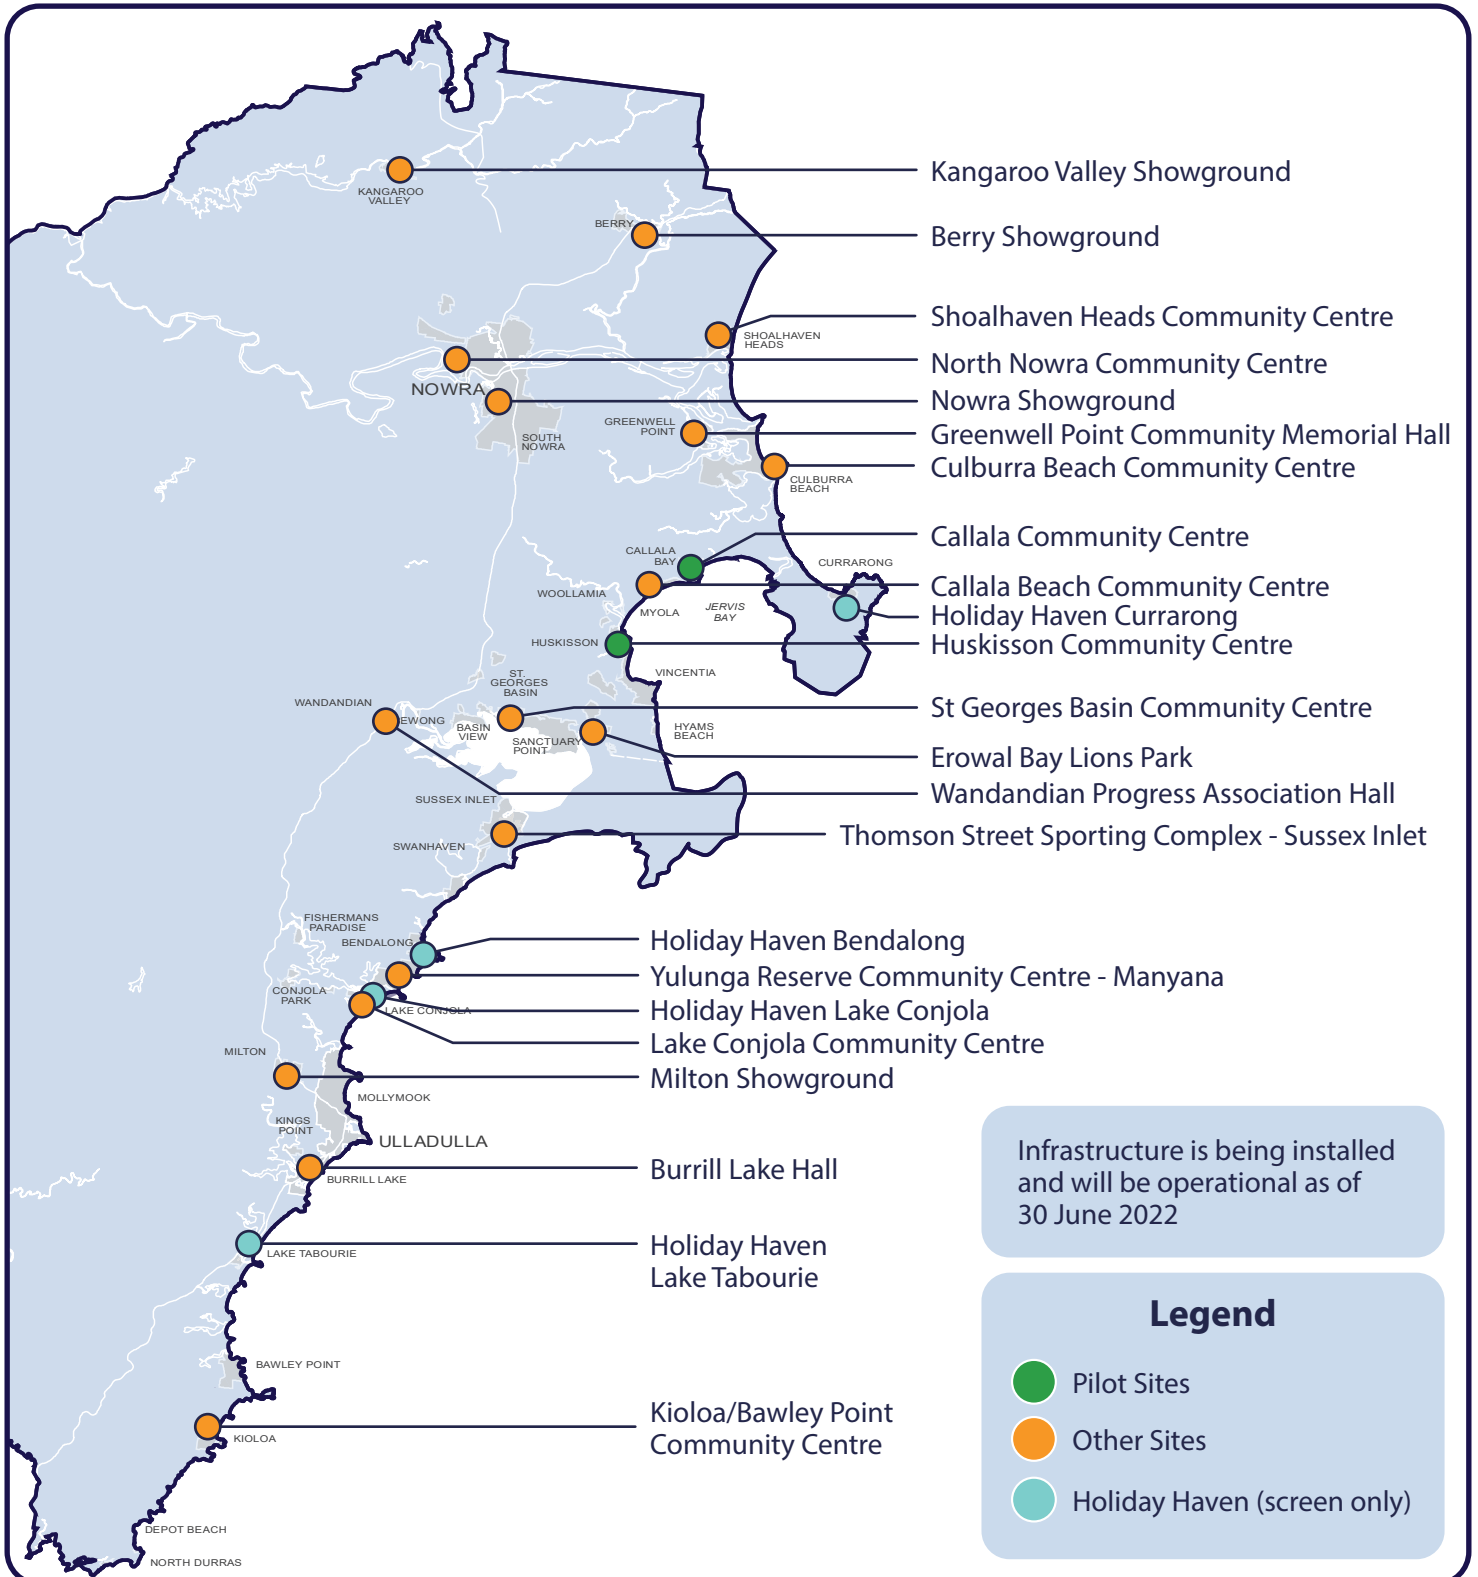 Kangaroo Valley Showground
KANGAROO
VALLEY
BERRY
Berry Showground
Shoalhaven Heads Community Centre
SHOALHAVEN
HEADS
North Nowra Community Centre
NOWRA
Nowra Showground
GREENWELL
POINT
Greenwell Point Community Memorial Hall
SOUTH
NOWRA
Culburra Beach Community Centre
CULBURRA
BEACH
Callala Community Centre
CALLALA
BAY
CURRARONG
Callala Beach Community Centre
WOOLLAMIA
MYOLA
JERVIS
BAY
Holiday Haven Currarong
HUSKISSON
Huskisson Community Centre
VINCENTIA
ST.
GEORGES
BASIN
WANDANDIAN
St Georges Basin Community Centre
EWONG
BASIN
VIEW
SANCTUARY
POINT
HYAMS
BEACH
Erowal Bay Lions Park
Wandandian Progress Association Hall
SUSSEX INLET
Thomson Street Sporting Complex - Sussex Inlet
SWANHAVEN
FISHERMANS
PARADISE
BENDALONG
Holiday Haven Bendalong
Yulunga Reserve Community Centre - Manyana
CONJOLA
PARK
LAKE CONJOLA
Holiday Haven Lake Conjola
Lake Conjola Community Centre
MILTON
Milton Showground
MOLLYMOOK
KINGS
POINT
ULLADULLA
Burrill Lake Hall
BURRILL LAKE
Holiday Haven
Lake Tabourie
LAKE TABOURIE
BAWLEY POINT
Kioloa/Bawley Point
Community Centre
KIOLOA
DEPOT BEACH
NORTH DURRAS
Infrastructure is being installed
and will be operational as of
30 June 2022
Legend
Pilot Sites
Other Sites
Holiday Haven (screen only)